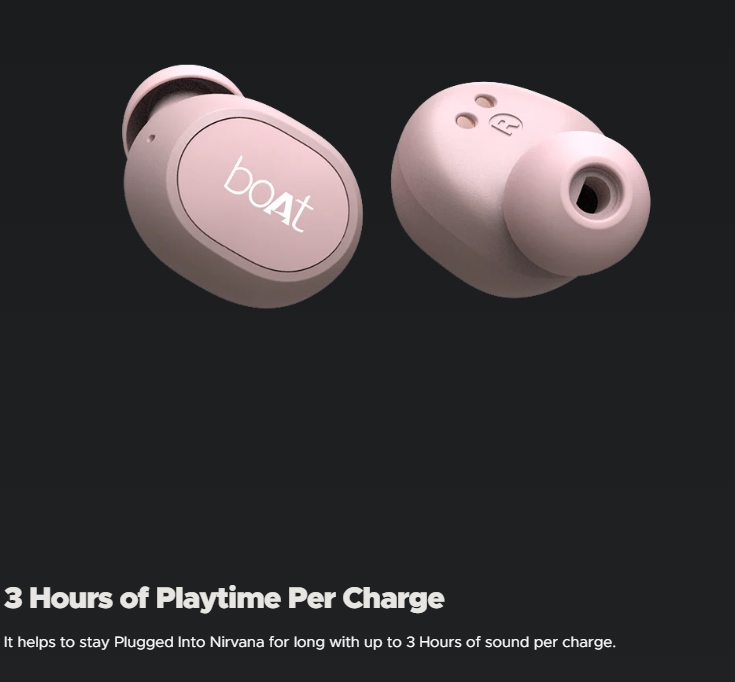 boAt
R
3 Hours of Playtime Per Charge
It helps to stay Plugged Into Nirvana for long with up to 3 Hours of sound per charge.